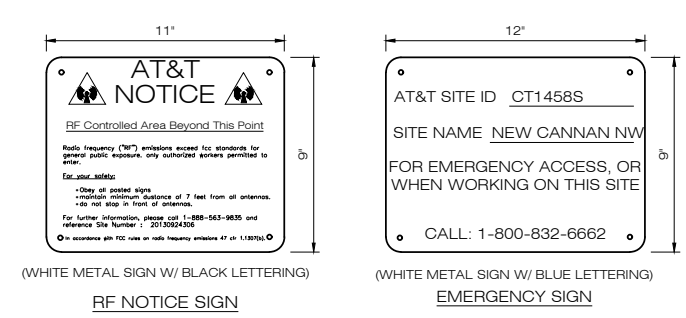 11"
AT&T
NOTICE
RF Controlled Area Beyond This Point
Radio frequency ("RF") emissions exceed fcc standards for
general public exposure, only authorized workers permitted to
enter.
For your safety:
•Obey all posted signs
•maintain minimum dustance of 7 feet from all antennas.
•do not stop in front of antennas.
For further information, please call 1-888-563-9835 and
reference Site Number : 20130924306
In accordance with FCC rules on radio frequency emissions 47 cfr 1.1307(b).
9"
(WHITE METAL SIGN W/ BLACK LETTERING)
RF NOTICE SIGN
12"
AT&T SITE ID CT1458S
SITE NAME NEW CANNAN NW
FOR EMERGENCY ACCESS, OR
WHEN WORKING ON THIS SITE
CALL: 1-800-832-6662
9"
(WHITE METAL SIGN W/ BLUE LETTERING)
EMERGENCY SIGN